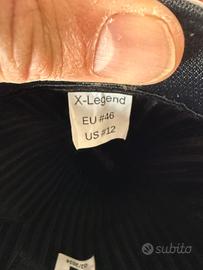 X-Legend
EU #46
US #12
subito